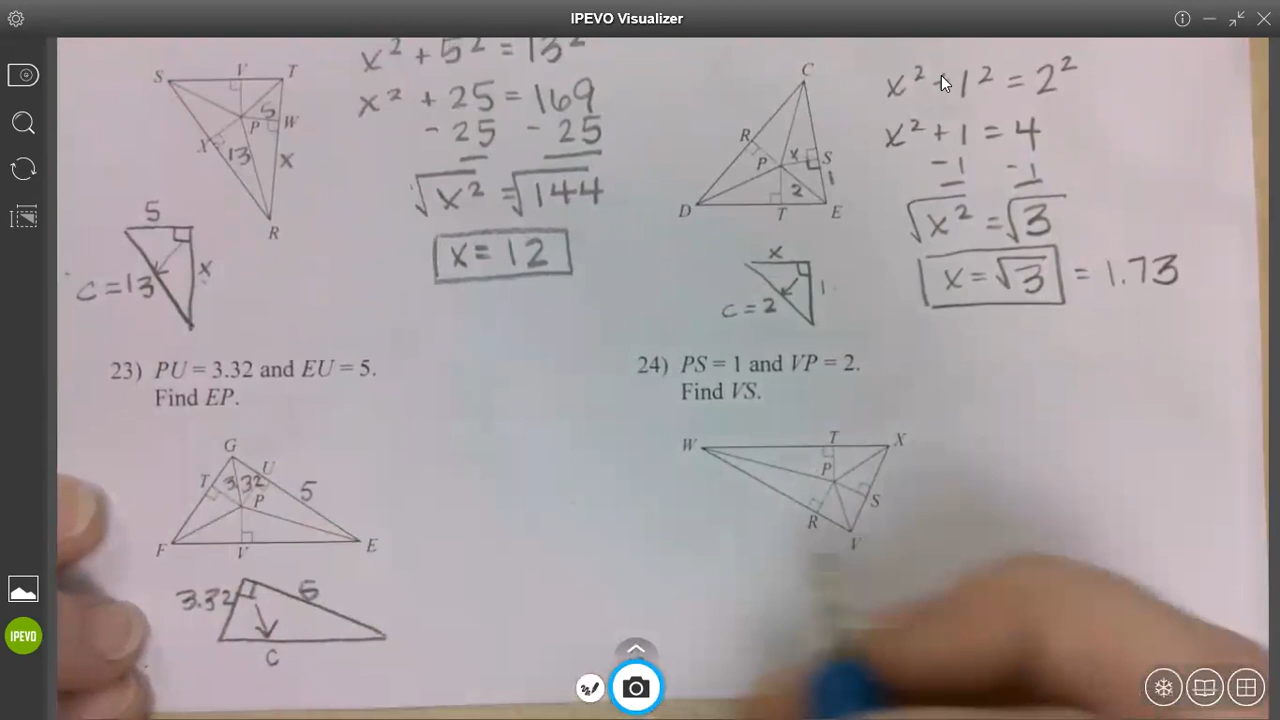 IPEVO Visualizer
x² + 5² = 13²
x² + 25 = 169
- 25 - 25
√x² = √144
x = 12
S V T
5
P W
X 13 x
R
5
c = 13 x
C
R
P x S
1
2
D T E
x
1
c = 2
x² + 1² = 2²
x² + 1 = 4
-1 -1
√x² = √3
x = √3 = 1.73
23) PU = 3.32 and EU = 5.
Find EP.
G
U
T 3.32 5
P
F V E
3.32 5
C
24) PS = 1 and VP = 2.
Find VS.
W T X
P
S
R
V
IPEVO